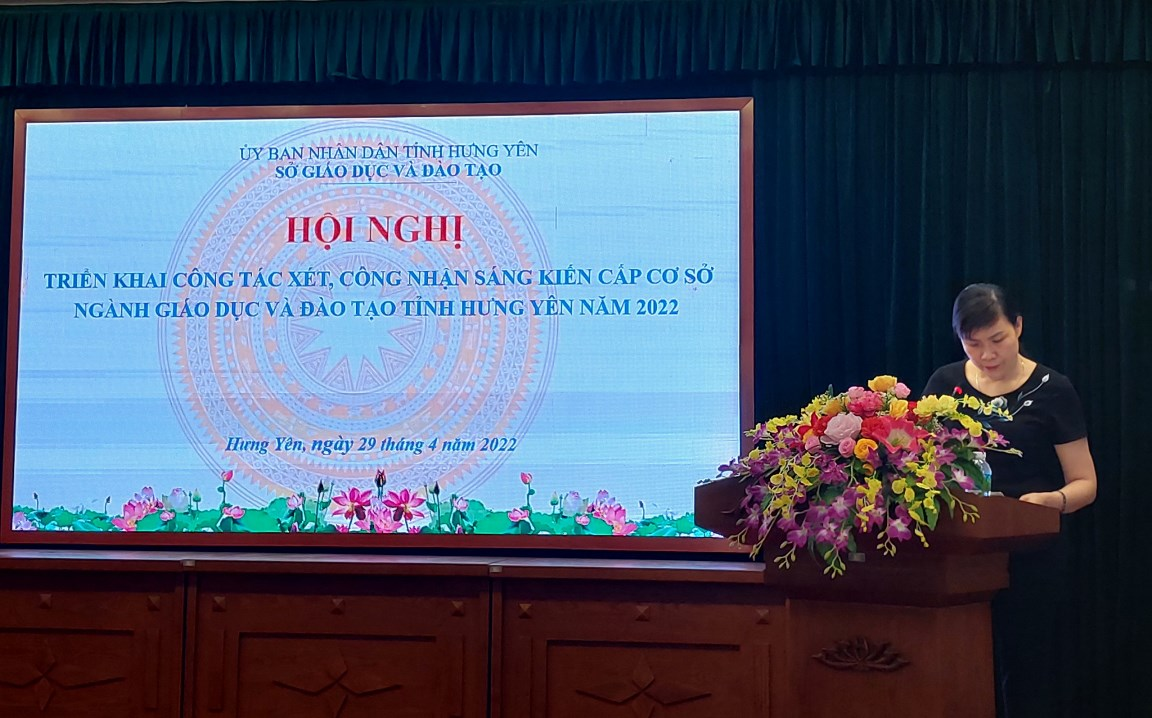 ỦY BAN NHÂN DÂN TỈNH HƯNG YÊN
SỞ GIÁO DỤC VÀ ĐÀO TẠO
HỘI NGHỊ
TRIỂN KHAI CÔNG TÁC XÉT, CÔNG NHẬN SÁNG KIẾN CẤP CƠ SỞ
NGÀNH GIÁO DỤC VÀ ĐÀO TẠO TỈNH HƯNG YÊN NĂM 2022
Hưng Yên, ngày 29 tháng 4 năm 2022